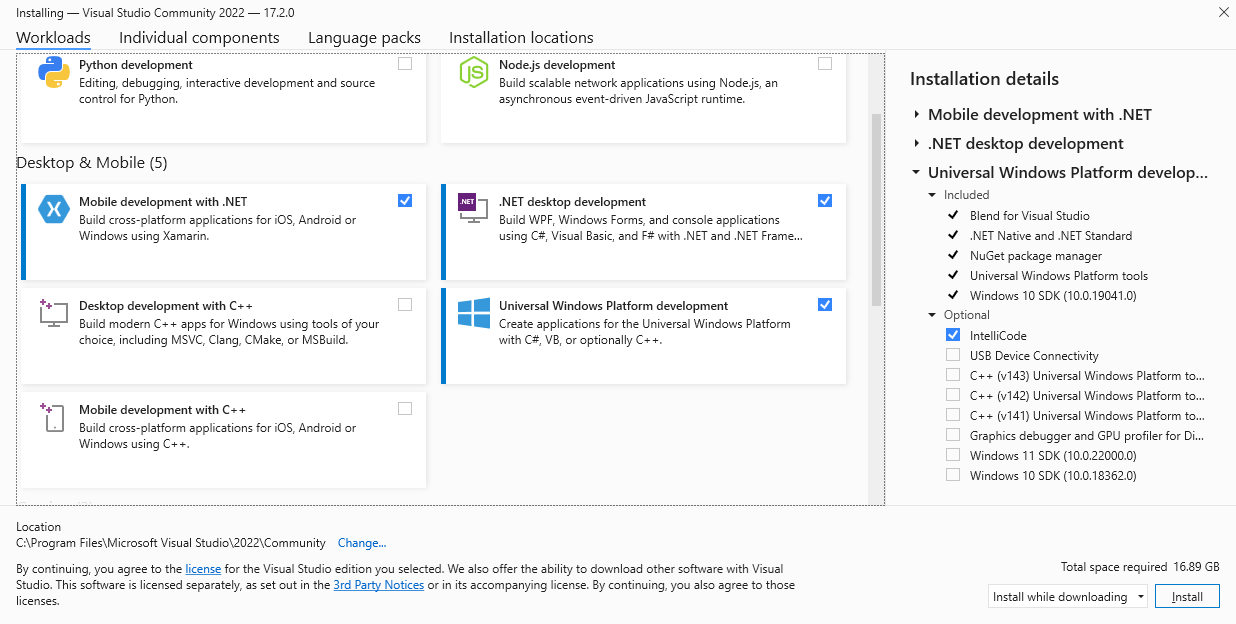 Installing — Visual Studio Community 2022 — 17.2.0
Workloads
Individual components
Language packs
Installation locations
Python development
Editing, debugging, interactive development and source
control for Python.
Node.js development
Build scalable network applications using Node.js, an
asynchronous event-driven JavaScript runtime.
Desktop & Mobile (5)
Mobile development with .NET
Build cross-platform applications for iOS, Android or
Windows using Xamarin.
.NET
.NET desktop development
Build WPF, Windows Forms, and console applications
using C#, Visual Basic, and F# with .NET and .NET Frame...
Desktop development with C++
Build modern C++ apps for Windows using tools of your
choice, including MSVC, Clang, CMake, or MSBuild.
Universal Windows Platform development
Create applications for the Universal Windows Platform
with C#, VB, or optionally C++.
Mobile development with C++
Build cross-platform applications for iOS, Android or
Windows using C++.
Installation details
Mobile development with .NET
.NET desktop development
Universal Windows Platform develop...
Included
Blend for Visual Studio
.NET Native and .NET Standard
NuGet package manager
Universal Windows Platform tools
Windows 10 SDK (10.0.19041.0)
Optional
IntelliCode
USB Device Connectivity
C++ (v143) Universal Windows Platform to...
C++ (v142) Universal Windows Platform to...
C++ (v141) Universal Windows Platform to...
Graphics debugger and GPU profiler for Di...
Windows 11 SDK (10.0.22000.0)
Windows 10 SDK (10.0.18362.0)
Location
C:\Program Files\Microsoft Visual Studio\2022\Community Change...
By continuing, you agree to the license for the Visual Studio edition you selected. We also offer the ability to download other software with Visual
Studio. This software is licensed separately, as set out in the 3rd Party Notices or in its accompanying license. By continuing, you also agree to those
licenses.
Total space required 16.89 GB
Install while downloading
Install